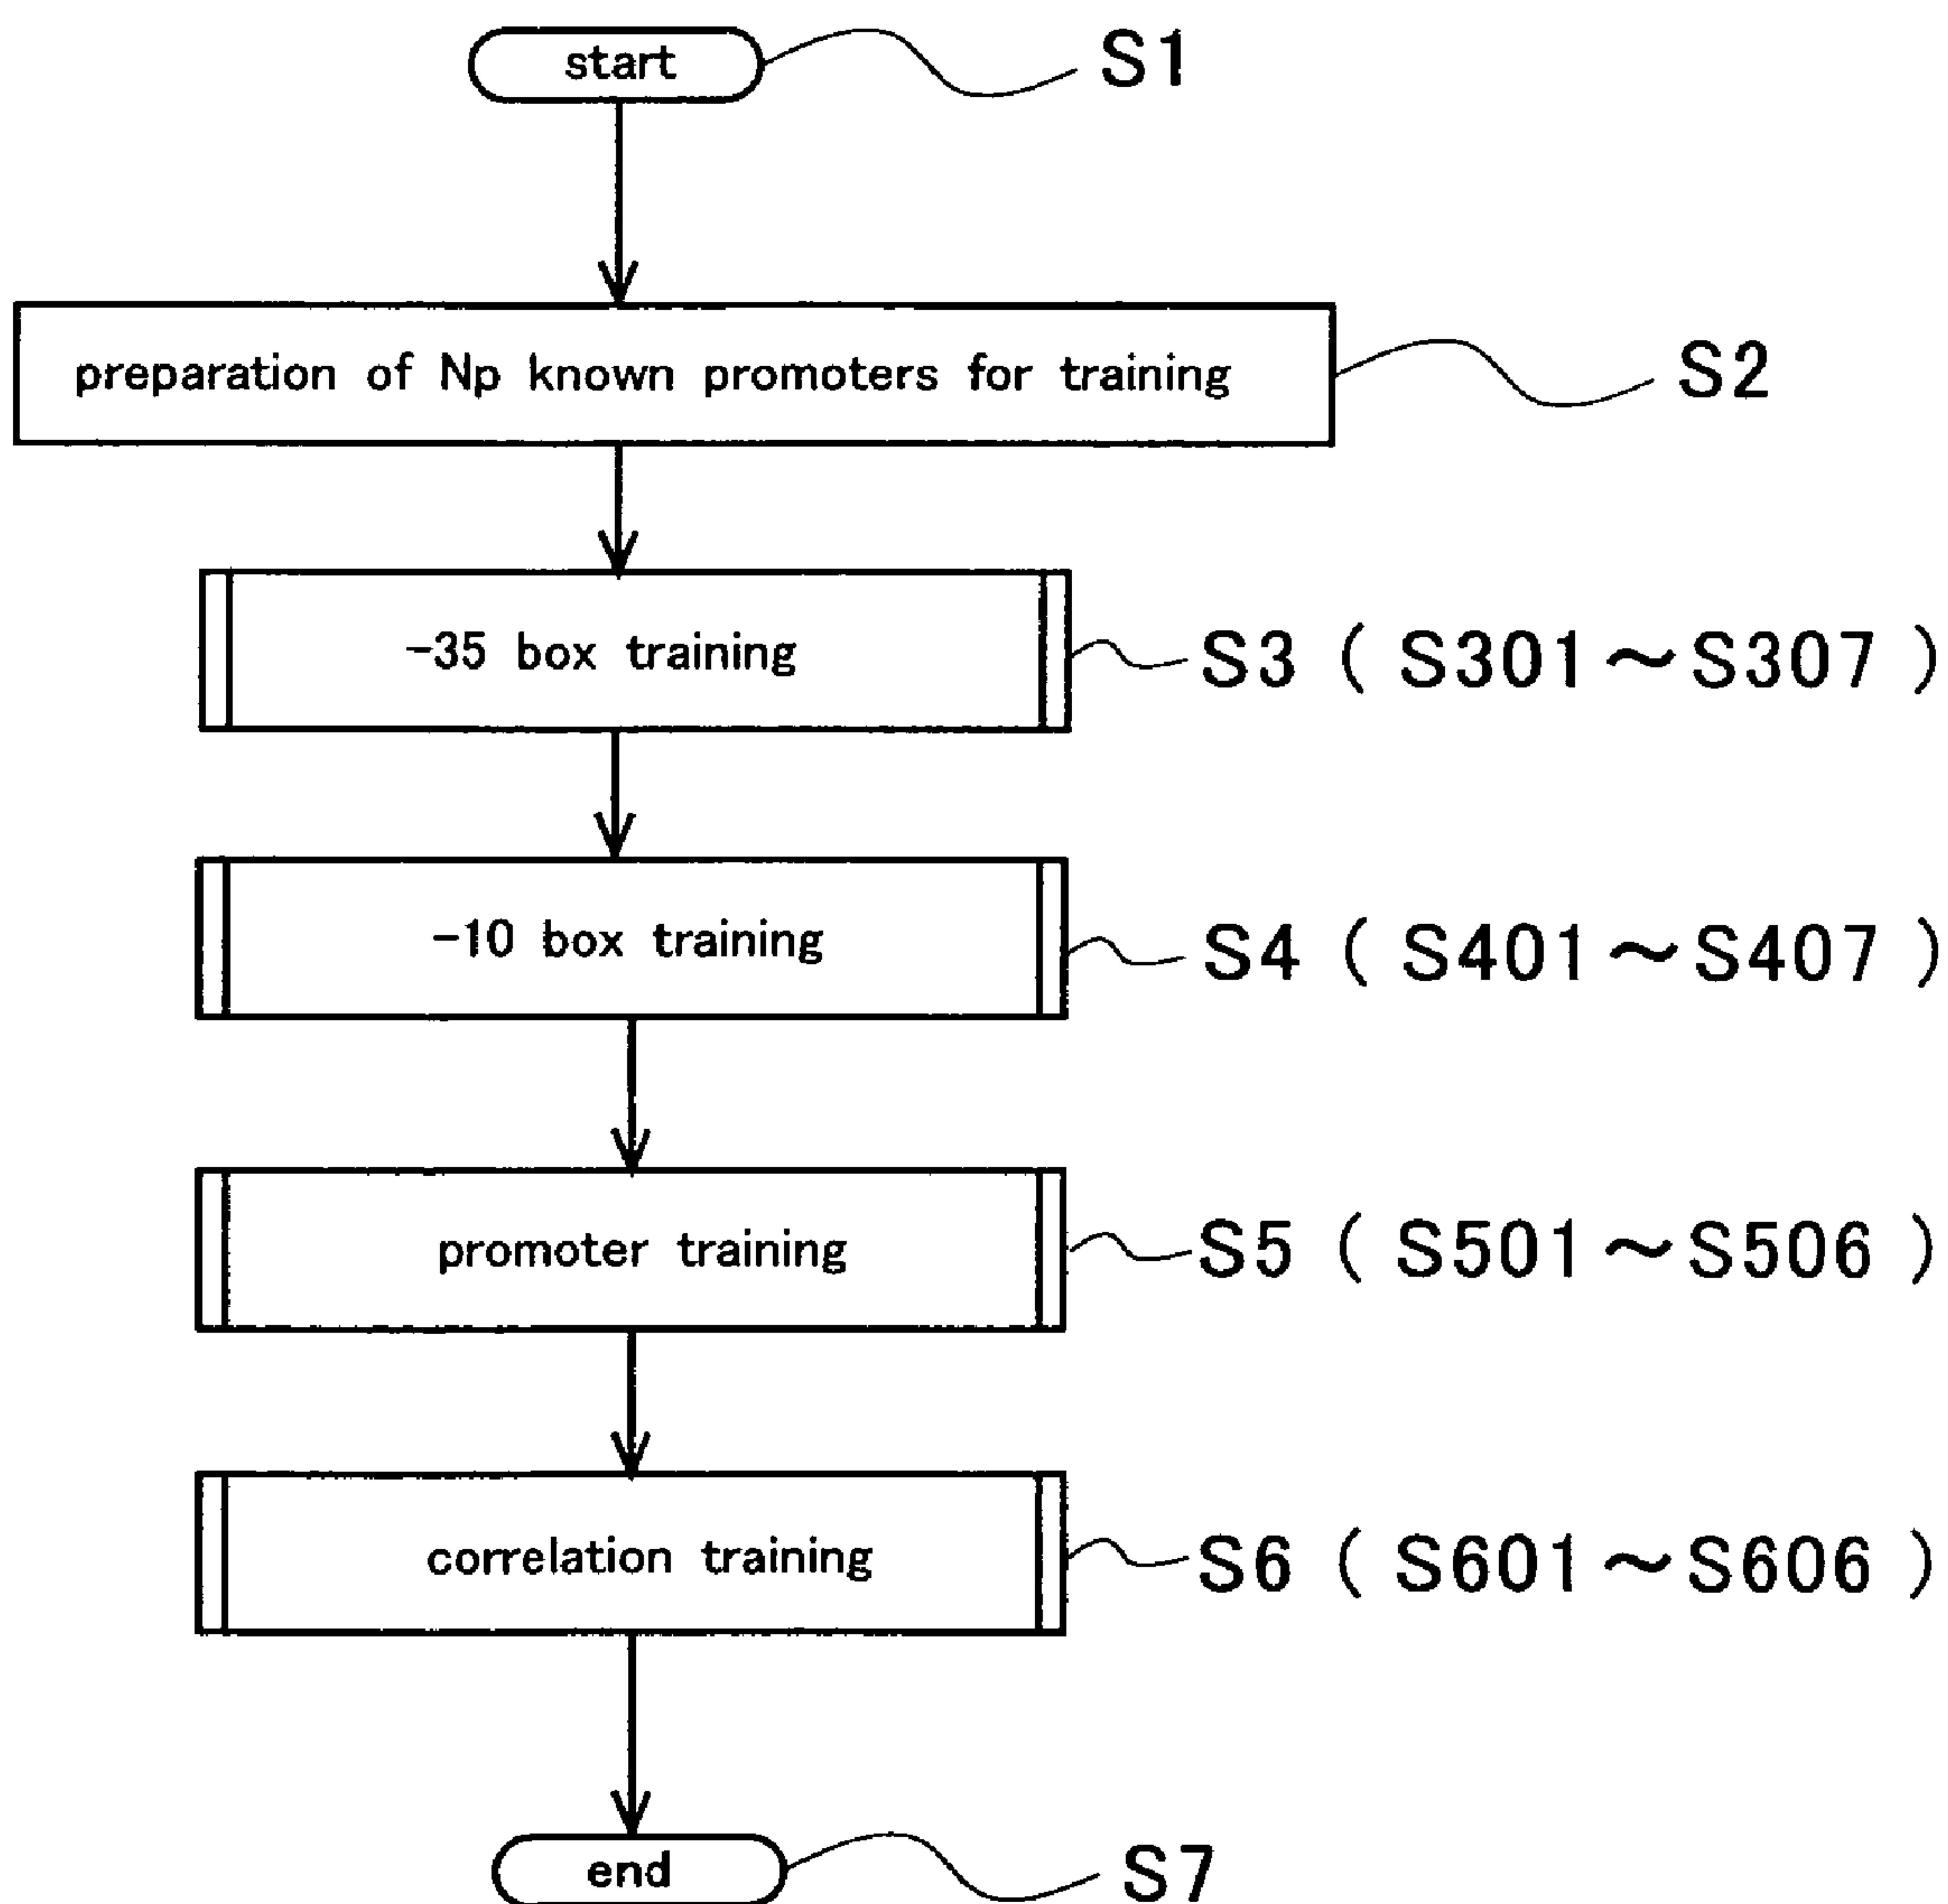 start S1
preparation of Np known promoters for training S2
-35 box training S3 ( S301～S307 )
-10 box training S4 ( S401～S407 )
promoter training S5 ( S501～S506 )
correlation training S6 ( S601～S606 )
end S7